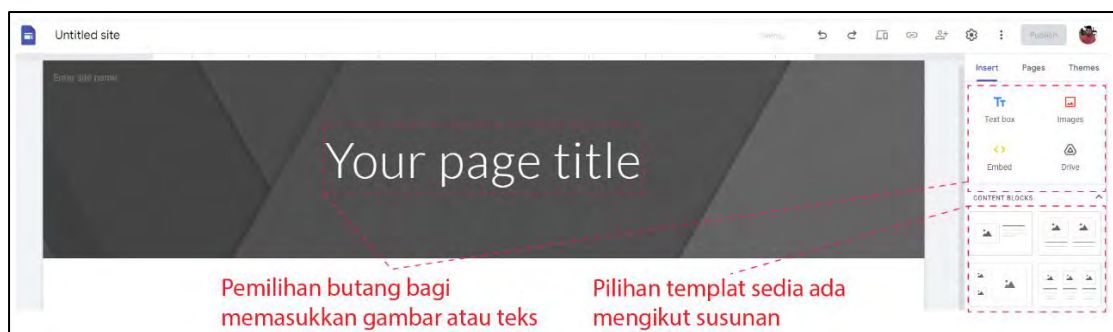 Untitled site
Publish
Enter site name
Insert Pages Themes
Text box Images
Embed Drive
Your page title
CONTENT BLOCKS
Pemilihan butang bagi
memasukkan gambar atau teks
Pilihan templat sedia ada
mengikut susunan